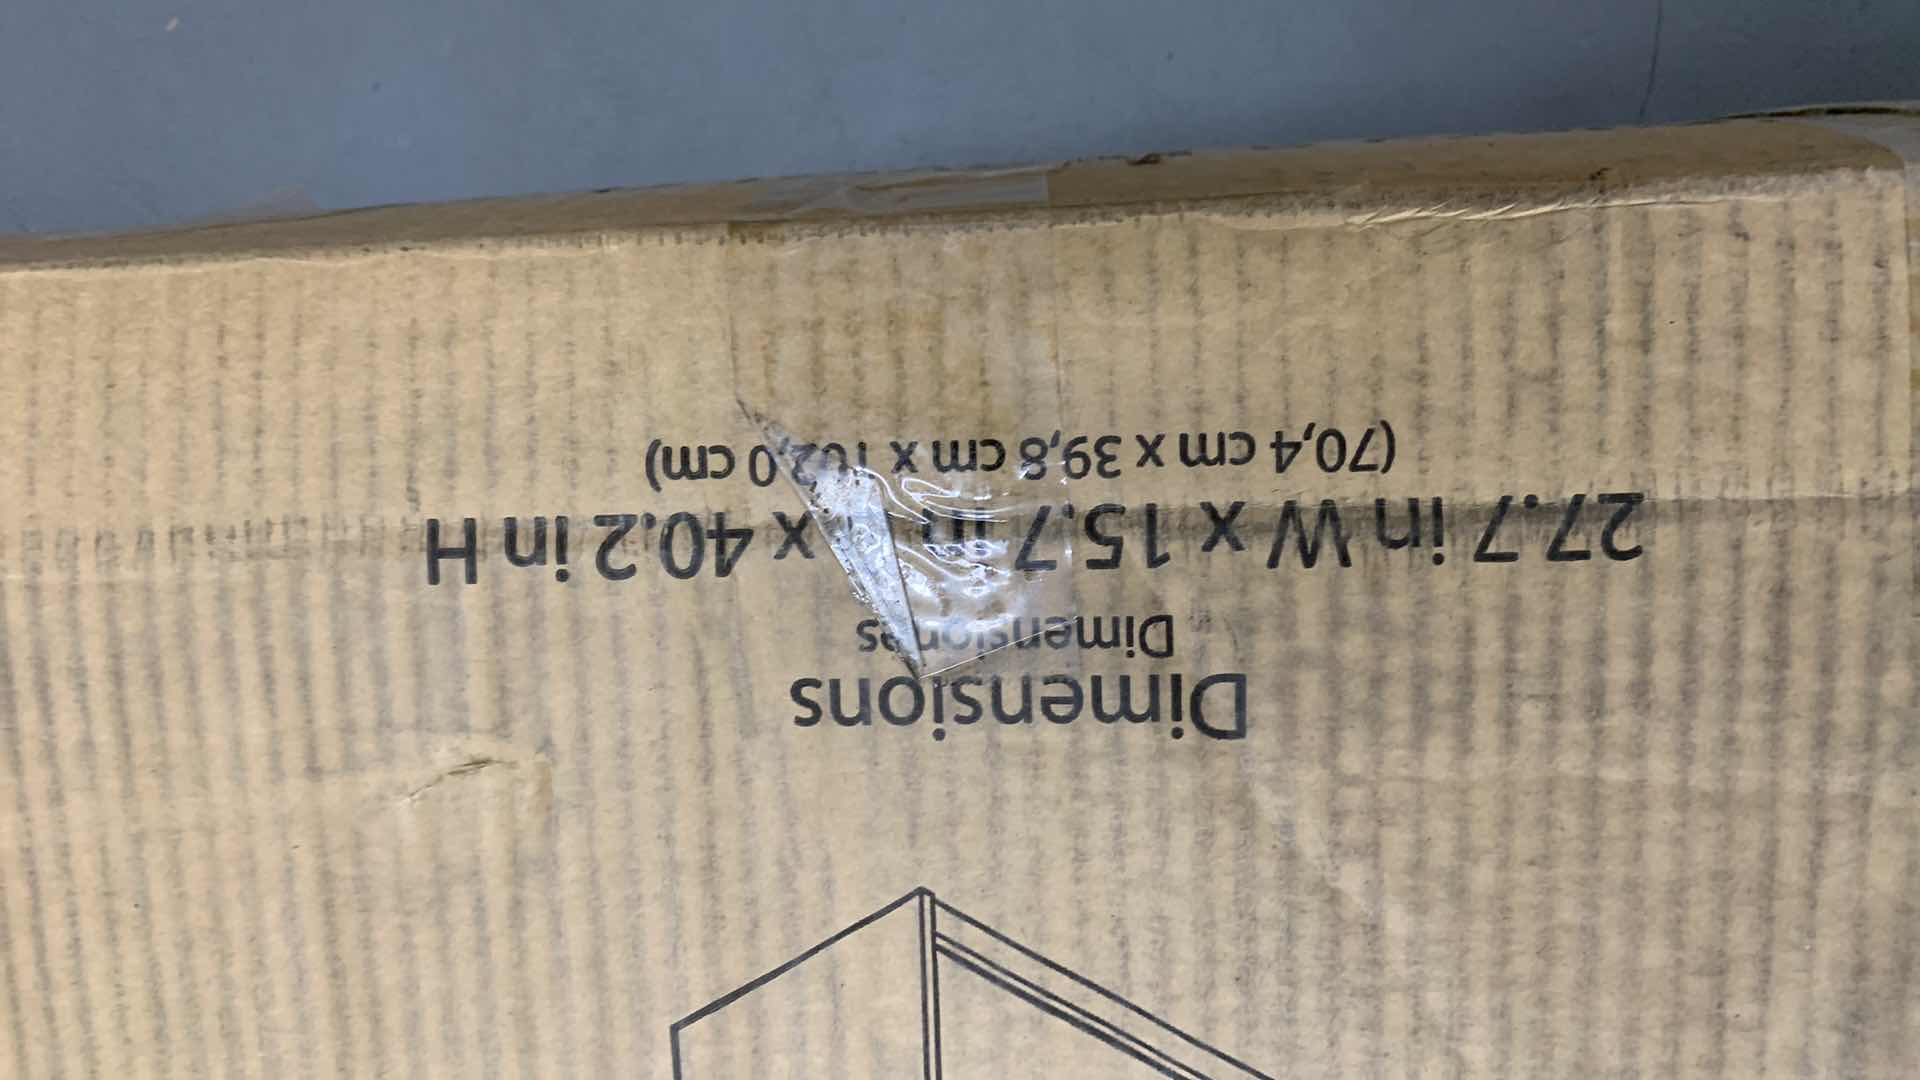 Dimensions
Dimensiones
27.7 in W x 15.7 in x 40.2 in H
(70,4 cm x 39,8 cm x 102,0 cm)